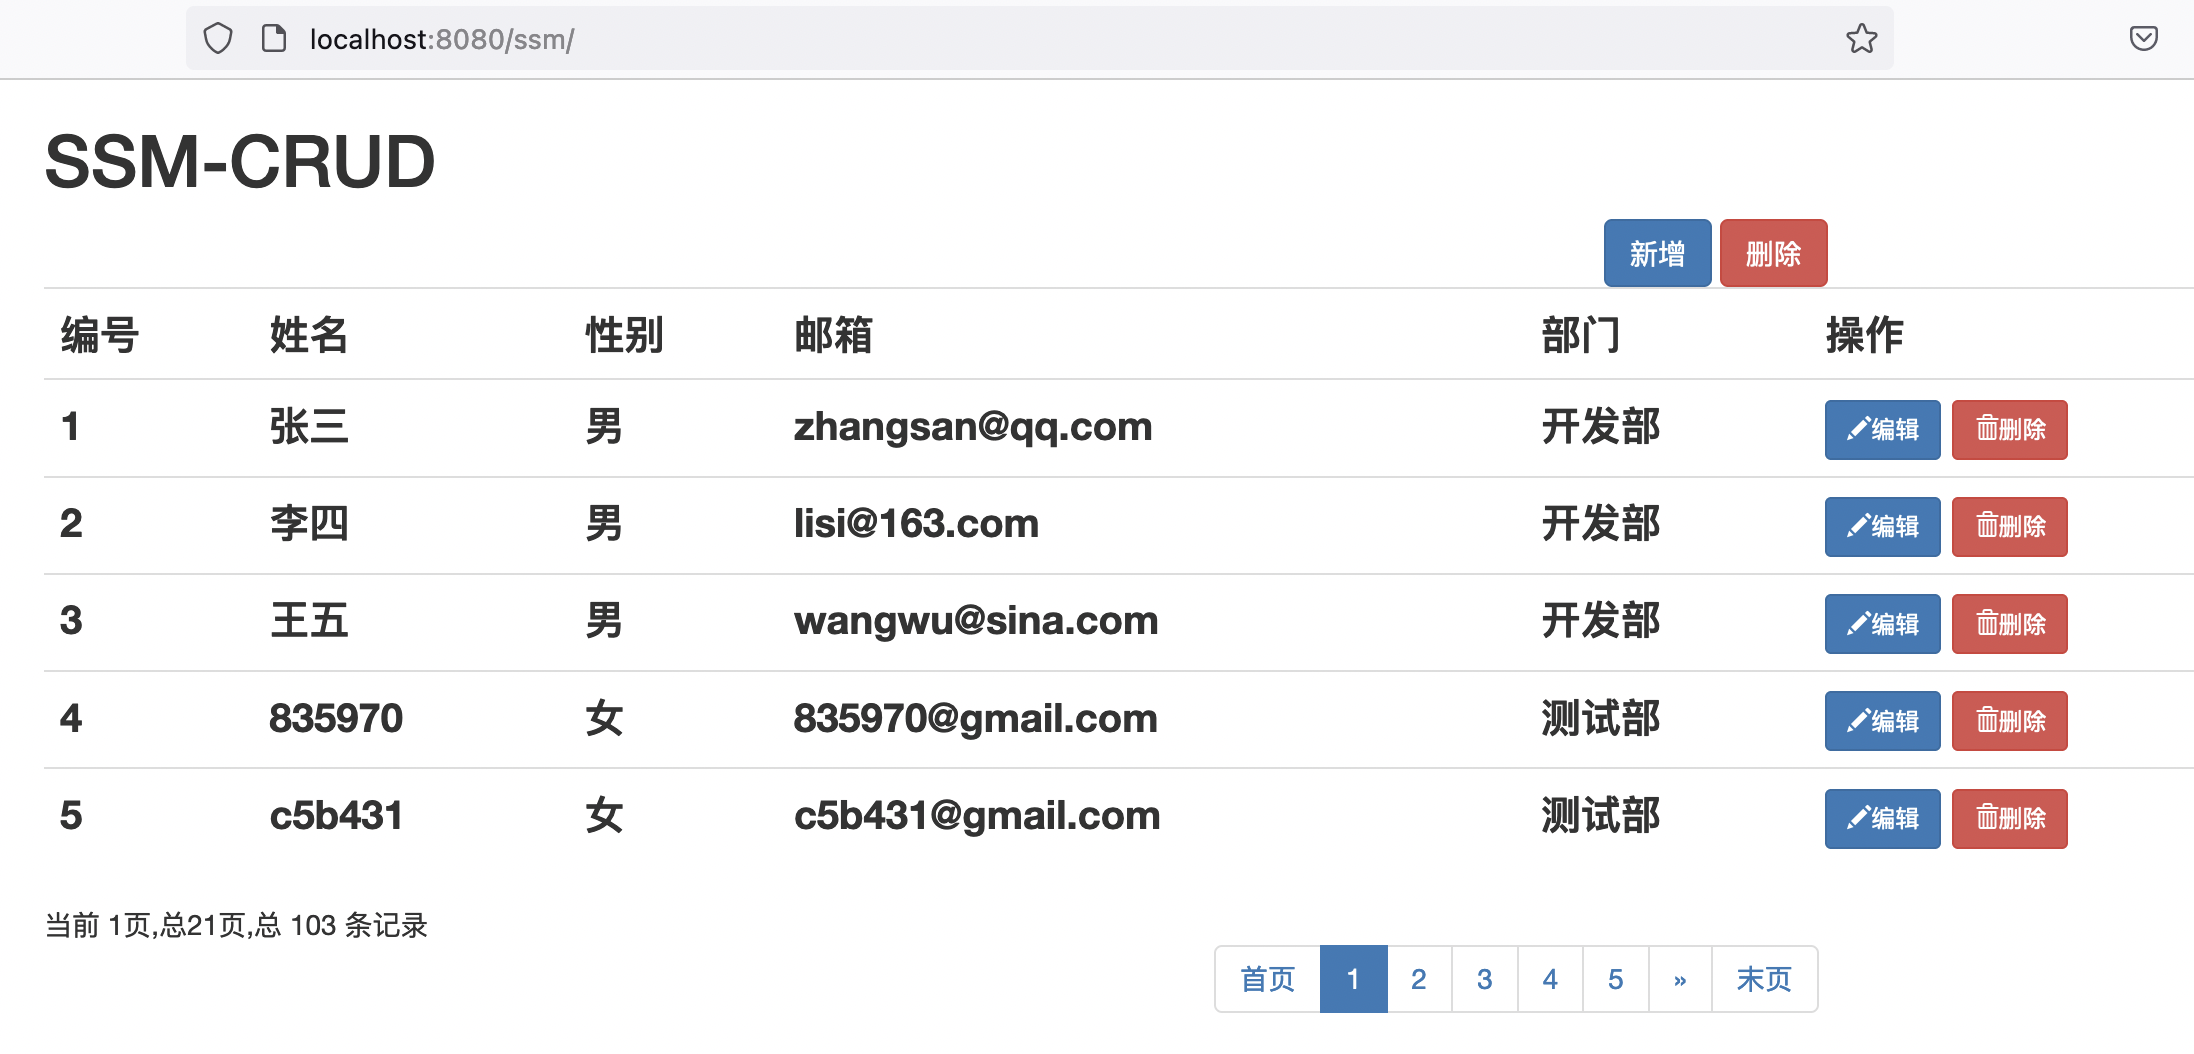 localhost:8080/ssm/
SSM-CRUD
新增 删除
编号 姓名 性别 邮箱 部门 操作
1 张三 男 zhangsan@qq.com 开发部 编辑 删除
2 李四 男 lisi@163.com 开发部 编辑 删除
3 王五 男 wangwu@sina.com 开发部 编辑 删除
4 835970 女 835970@gmail.com 测试部 编辑 删除
5 c5b431 女 c5b431@gmail.com 测试部 编辑 删除
当前 1页,总21页,总 103 条记录
首页 1 2 3 4 5 » 末页